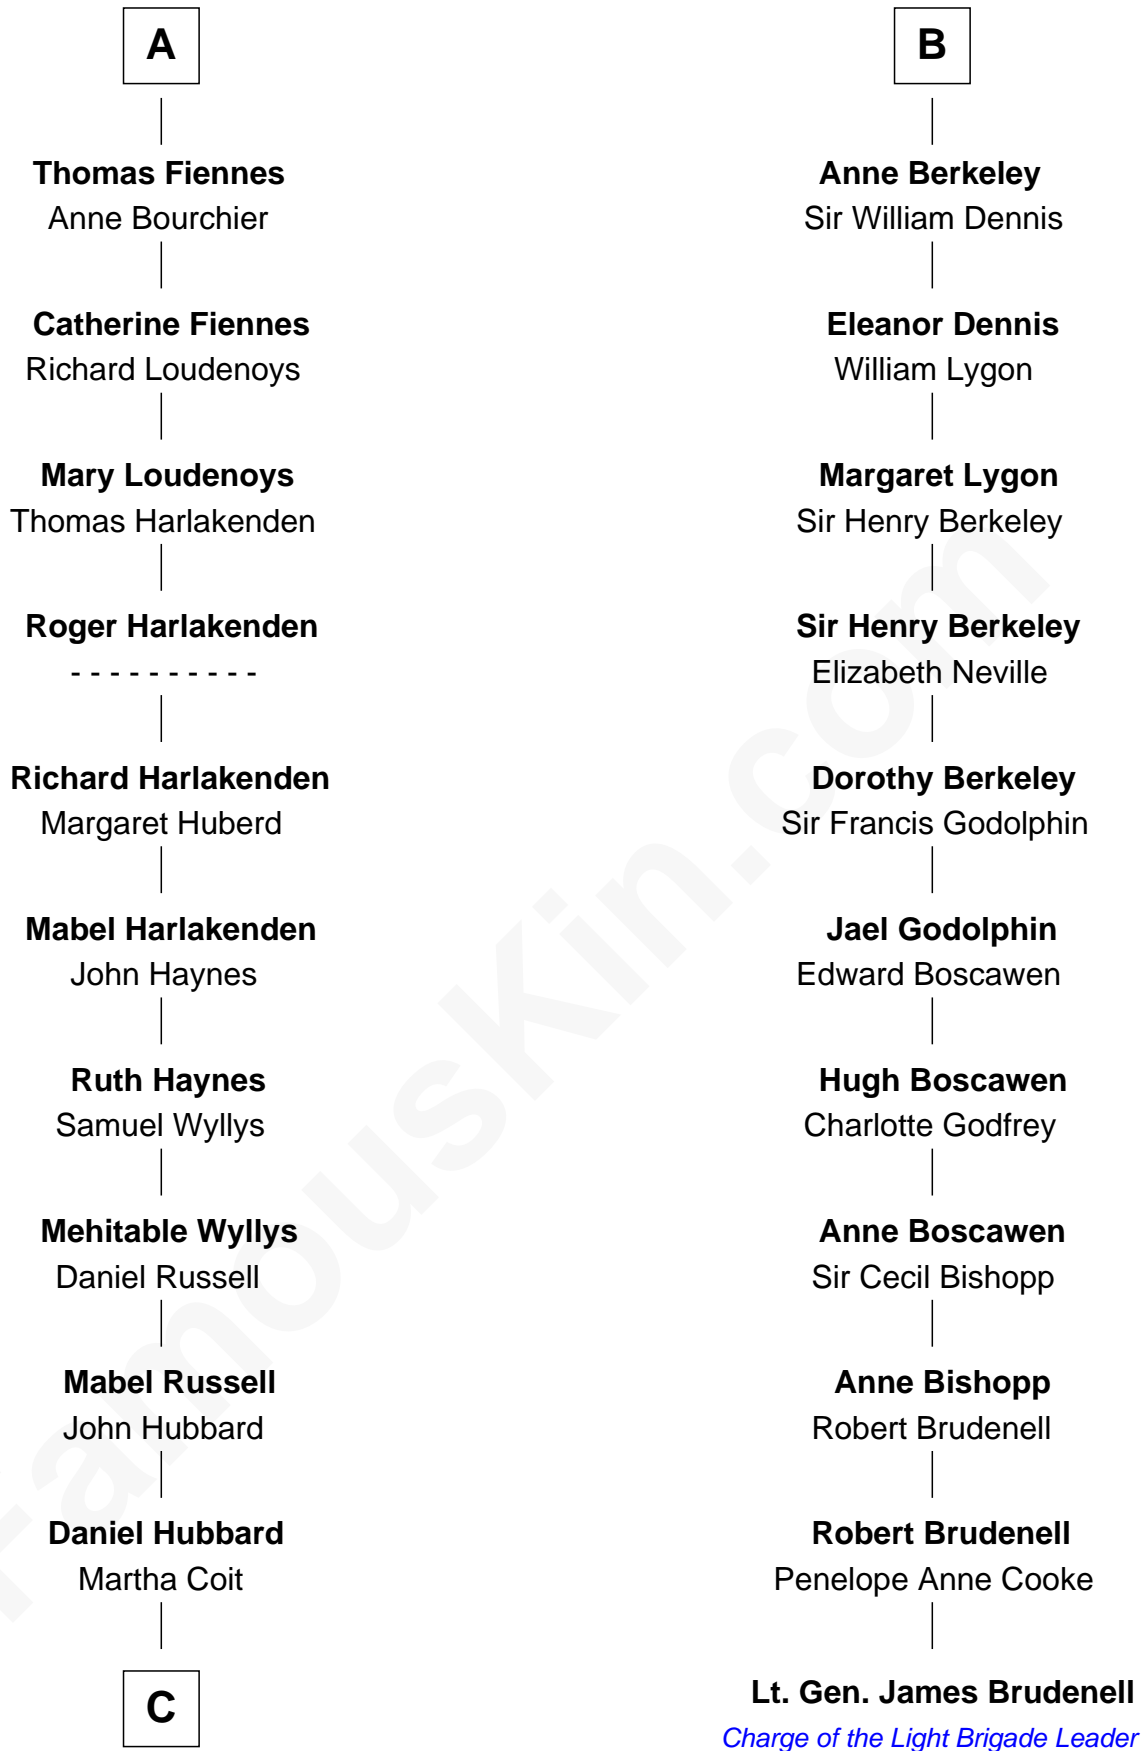 A
Thomas Fiennes
Anne Bourchier
Catherine Fiennes
Richard Loudenoys
Mary Loudenoys
Thomas Harlakenden
Roger Harlakenden
- - - - - - - - - -
Richard Harlakenden
Margaret Huberd
Mabel Harlakenden
John Haynes
Ruth Haynes
Samuel Wyllys
Mehitable Wyllys
Daniel Russell
Mabel Russell
John Hubbard
Daniel Hubbard
Martha Coit
C
B
Anne Berkeley
Sir William Dennis
Eleanor Dennis
William Lygon
Margaret Lygon
Sir Henry Berkeley
Sir Henry Berkeley
Elizabeth Neville
Dorothy Berkeley
Sir Francis Godolphin
Jael Godolphin
Edward Boscawen
Hugh Boscawen
Charlotte Godfrey
Anne Boscawen
Sir Cecil Bishopp
Anne Bishopp
Robert Brudenell
Robert Brudenell
Penelope Anne Cooke
Lt. Gen. James Brudenell
Charge of the Light Brigade Leader
FamousKin.com